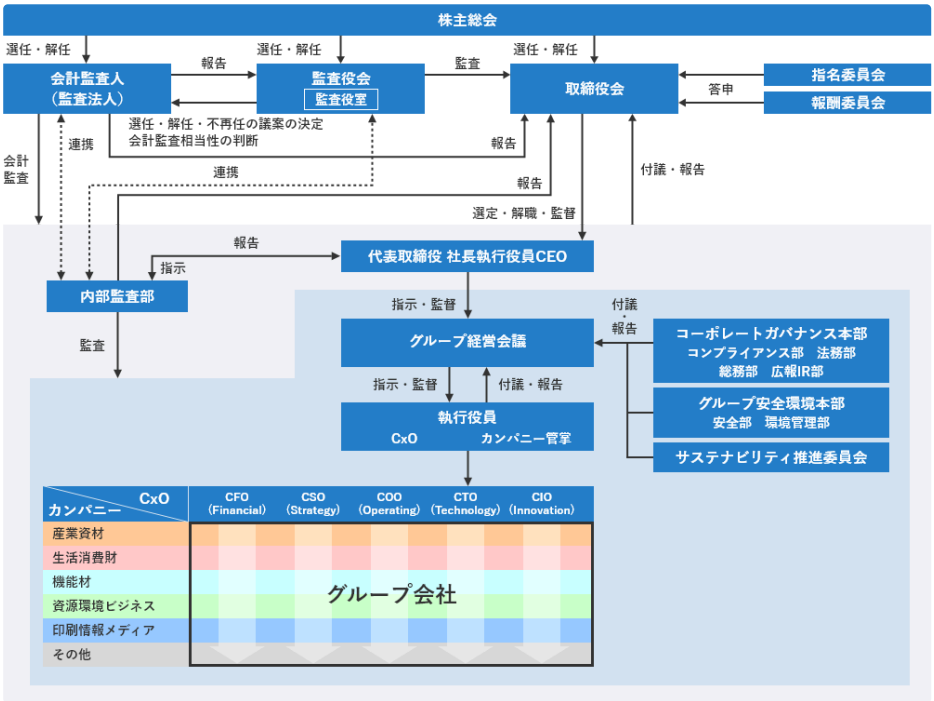 株主総会
選任・解任
選任・解任
選任・解任
会計監査人
（監査法人）
報告
監査役会
監査役室
監査
取締役会
指名委員会
答申
報酬委員会
選任・解任・不再任の議案の決定
会計監査相当性の判断
連携
報告
会計
監査
連携
報告
付議・報告
選定・解職・監督
報告
指示
代表取締役 社長執行役員CEO
内部監査部
指示・監督
付議
・
報告
監査
グループ経営会議
コーポレートガバナンス本部
コンプライアンス部　法務部
総務部　広報IR部
指示・監督
付議・報告
グループ安全環境本部
安全部　環境管理部
執行役員
CxO　カンパニー管掌
サステナビリティ推進委員会
CxO
カンパニー
CFO
（Financial）
CSO
（Strategy）
COO
（Operating）
CTO
（Technology）
CIO
（Innovation）
産業資材
生活消費財
機能材
グループ会社
資源環境ビジネス
印刷情報メディア
その他